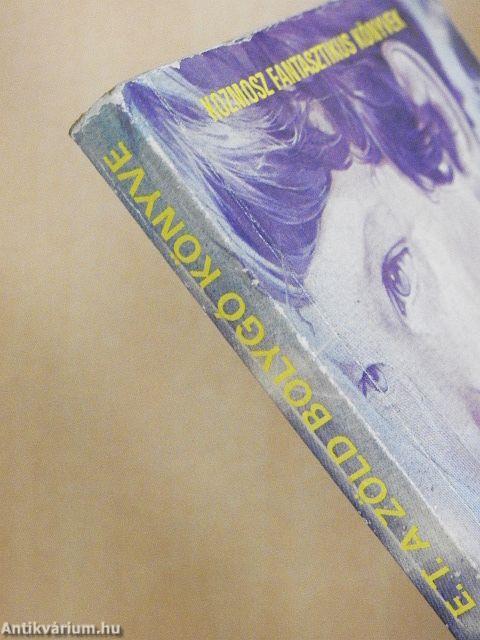 KOZMOSZ FANTASZTIKUS KÖNYVEK
E.T. A ZÖLD BOLYGÓ KÖNYVE
Antikvárium.hu